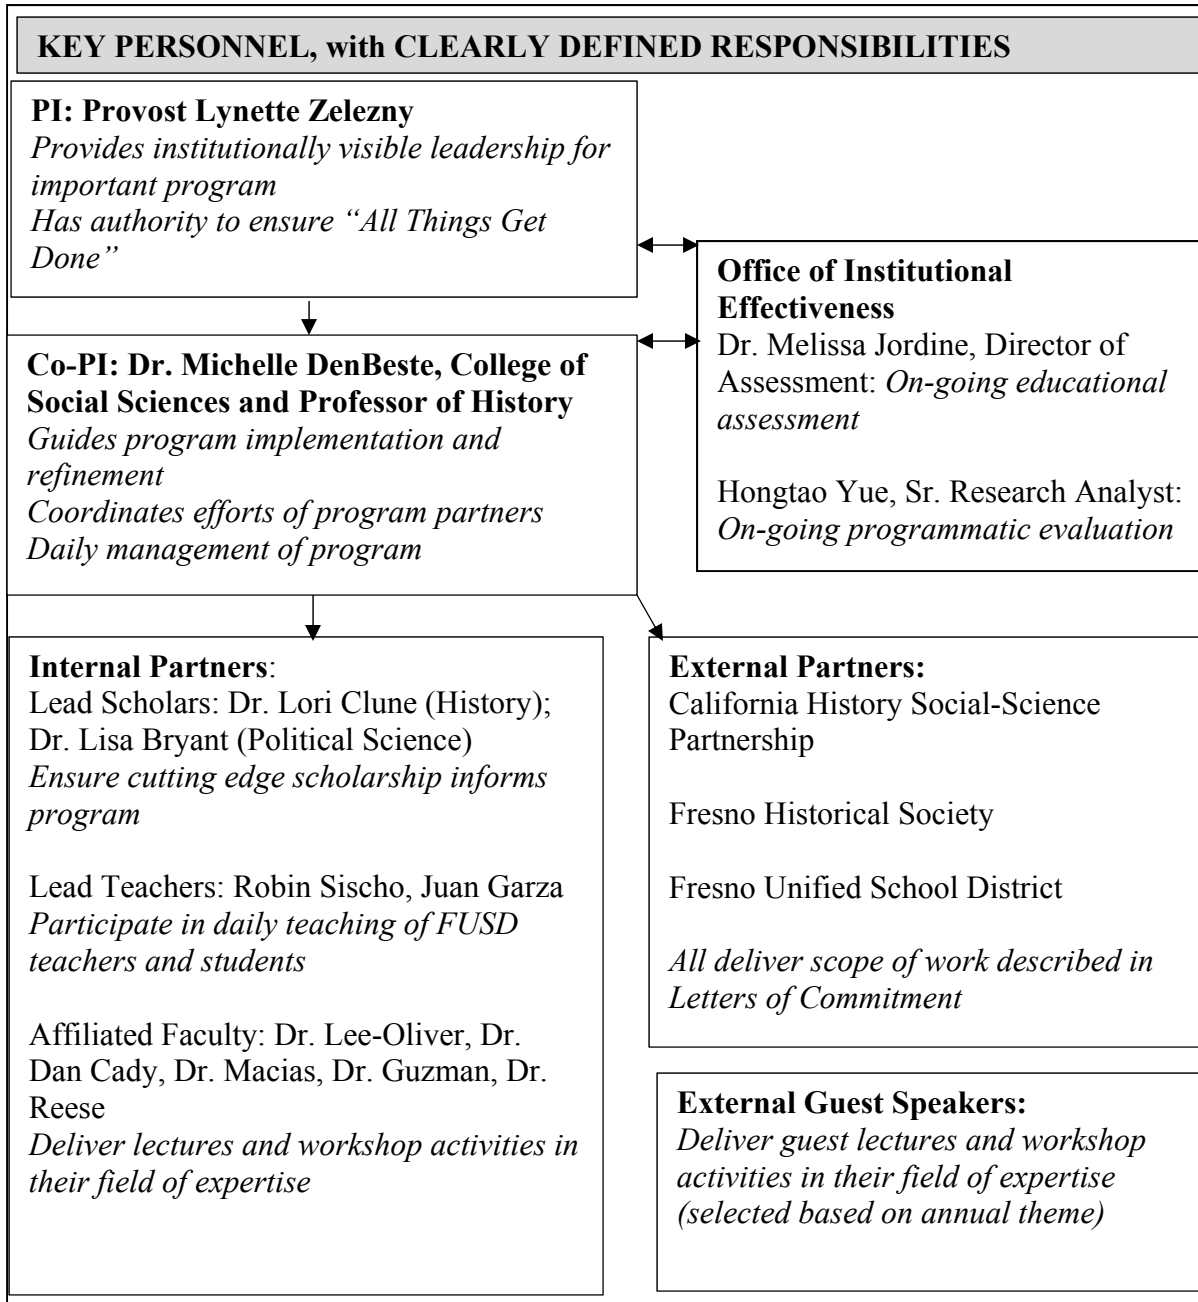 KEY PERSONNEL, with CLEARLY DEFINED RESPONSIBILITIES
PI: Provost Lynette Zelezny
Provides institutionally visible leadership for
important program
Has authority to ensure “All Things Get
Done”
Office of Institutional
Effectiveness
Dr. Melissa Jordine, Director of
Assessment: On-going educational
assessment
Hongtao Yue, Sr. Research Analyst:
On-going programmatic evaluation
Co-PI: Dr. Michelle DenBeste, College of
Social Sciences and Professor of History
Guides program implementation and
refinement
Coordinates efforts of program partners
Daily management of program
Internal Partners:
Lead Scholars: Dr. Lori Clune (History);
Dr. Lisa Bryant (Political Science)
Ensure cutting edge scholarship informs
program
Lead Teachers: Robin Sischo, Juan Garza
Participate in daily teaching of FUSD
teachers and students
Affiliated Faculty: Dr. Lee-Oliver, Dr.
Dan Cady, Dr. Macias, Dr. Guzman, Dr.
Reese
Deliver lectures and workshop activities in
their field of expertise
External Partners:
California History Social-Science
Partnership
Fresno Historical Society
Fresno Unified School District
All deliver scope of work described in
Letters of Commitment
External Guest Speakers:
Deliver guest lectures and workshop
activities in their field of expertise
(selected based on annual theme)